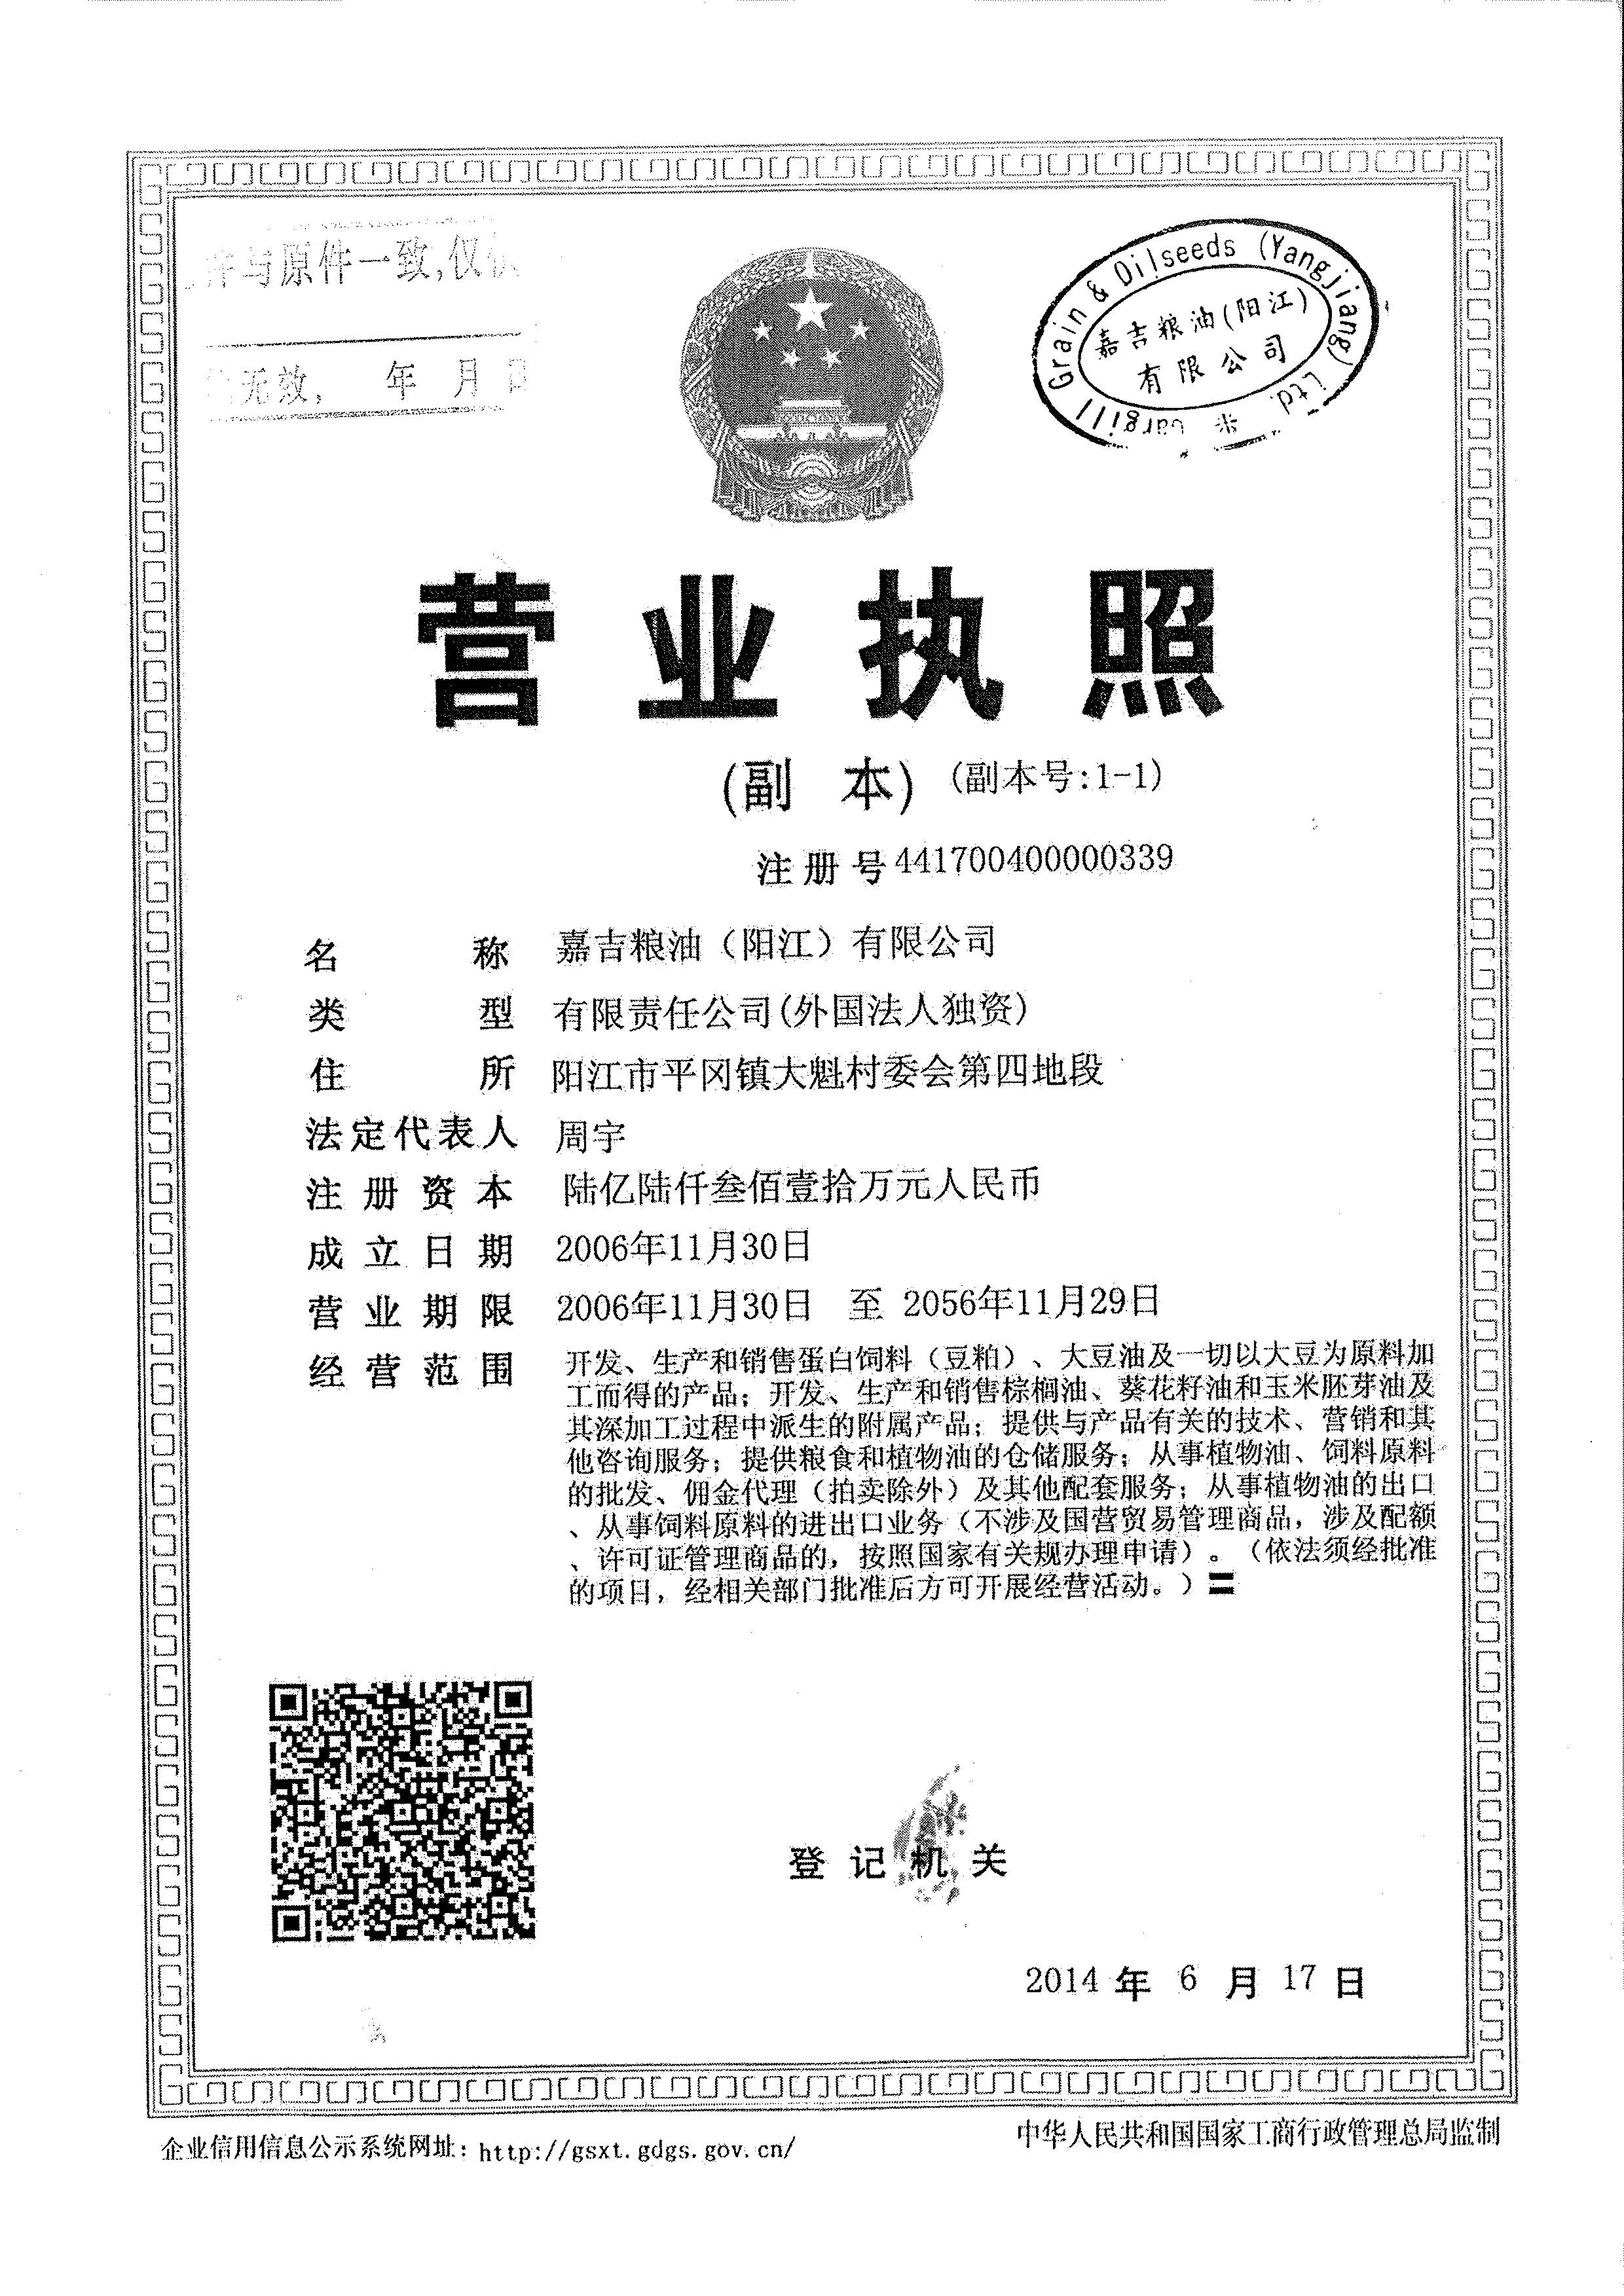 与原件一致,仅
Cargill Grain & Oilseeds (Yangjiang) Ltd.
嘉吉粮油(阳江)
有限公司
无效， 年 月
营业执照
(副 本) (副本号:1-1)
注册号441700400000339
名称 嘉吉粮油（阳江）有限公司
类型 有限责任公司(外国法人独资)
住所 阳江市平冈镇大魁村委会第四地段
法定代表人 周宇
注册资本 陆亿陆仟叁佰壹拾万元人民币
成立日期 2006年11月30日
营业期限 2006年11月30日 至 2056年11月29日
经营范围 开发、生产和销售蛋白饲料（豆粕）、大豆油及一切以大豆为原料加
工而得的产品；开发、生产和销售棕榈油、葵花籽油和玉米胚芽油及
其深加工过程中派生的附属产品；提供与产品有关的技术、营销和其
他咨询服务；提供粮食和植物油的仓储服务；从事植物油、饲料原料
的批发、佣金代理（拍卖除外）及其他配套服务；从事植物油的出口
、从事饲料原料的进出口业务（不涉及国营贸易管理商品，涉及配额
、许可证管理商品的，按照国家有关规办理申请）。（依法须经批准
的项目，经相关部门批准后方可开展经营活动。）〓
登记机关
2014 年 6 月 17 日
企业信用信息公示系统网址：http://gsxt.gdgs.gov.cn/
中华人民共和国国家工商行政管理总局监制